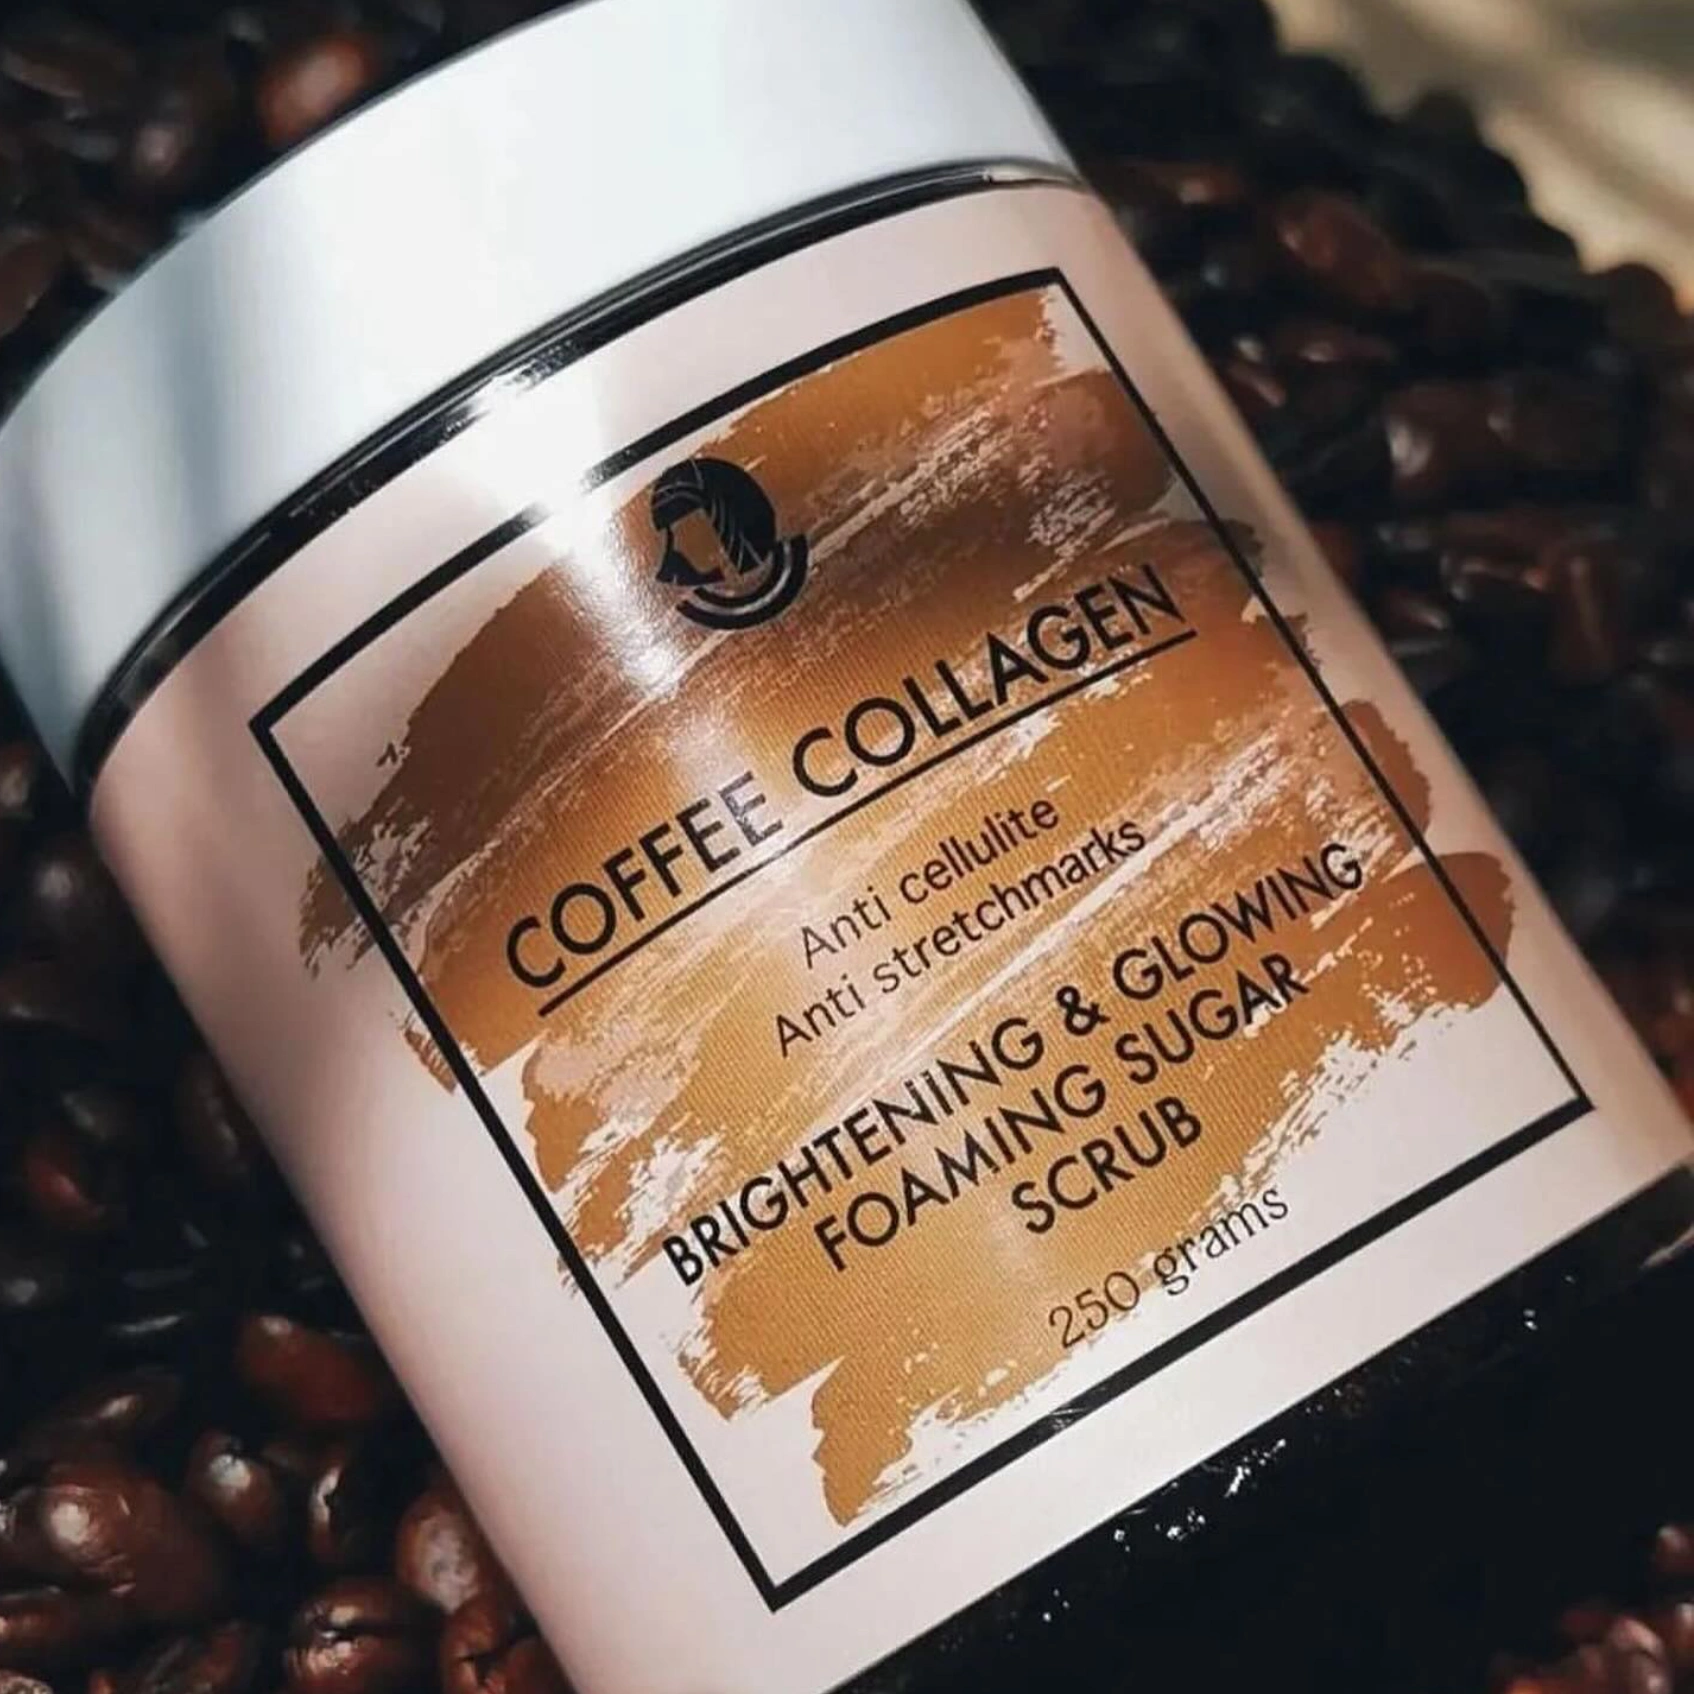 COFFEE COLLAGEN
Anti cellulite
Anti stretchmarks
BRIGHTENING & GLOWING
FOAMING SUGAR
SCRUB
250 grams